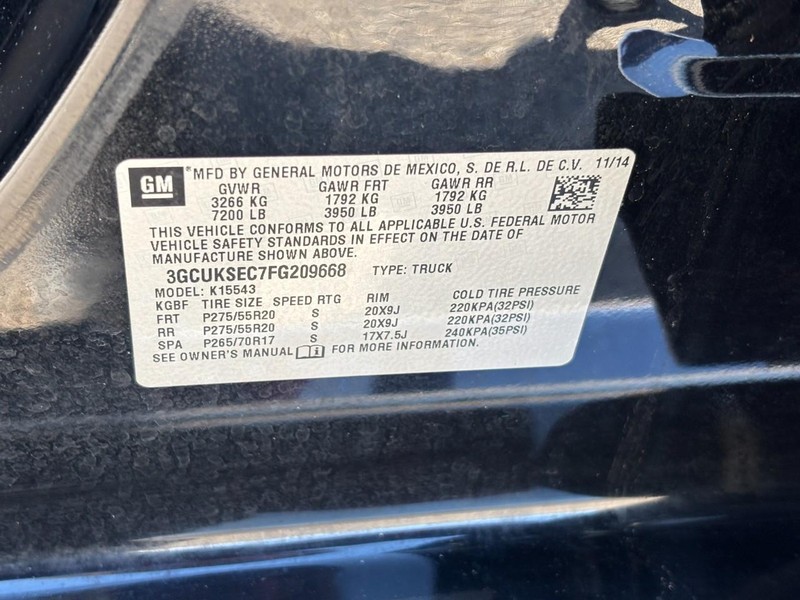 GM
MFD BY GENERAL MOTORS DE MEXICO, S. DE R.L. DE C.V. 11/14
GVWR GAWR FRT GAWR RR
3266 KG 1792 KG 1792 KG
7200 LB 3950 LB 3950 LB
THIS VEHICLE CONFORMS TO ALL APPLICABLE U.S. FEDERAL MOTOR
VEHICLE SAFETY STANDARDS IN EFFECT ON THE DATE OF
MANUFACTURE SHOWN ABOVE.
3GCUKSEC7FG209668 TYPE: TRUCK
MODEL: K15543
KGBF TIRE SIZE SPEED RTG RIM COLD TIRE PRESSURE
FRT P275/55R20 S 20X9J 220KPA(32PSI)
RR P275/55R20 S 20X9J 220KPA(32PSI)
SPA P265/70R17 S 17X7.5J 240KPA(35PSI)
SEE OWNER'S MANUAL FOR MORE INFORMATION.